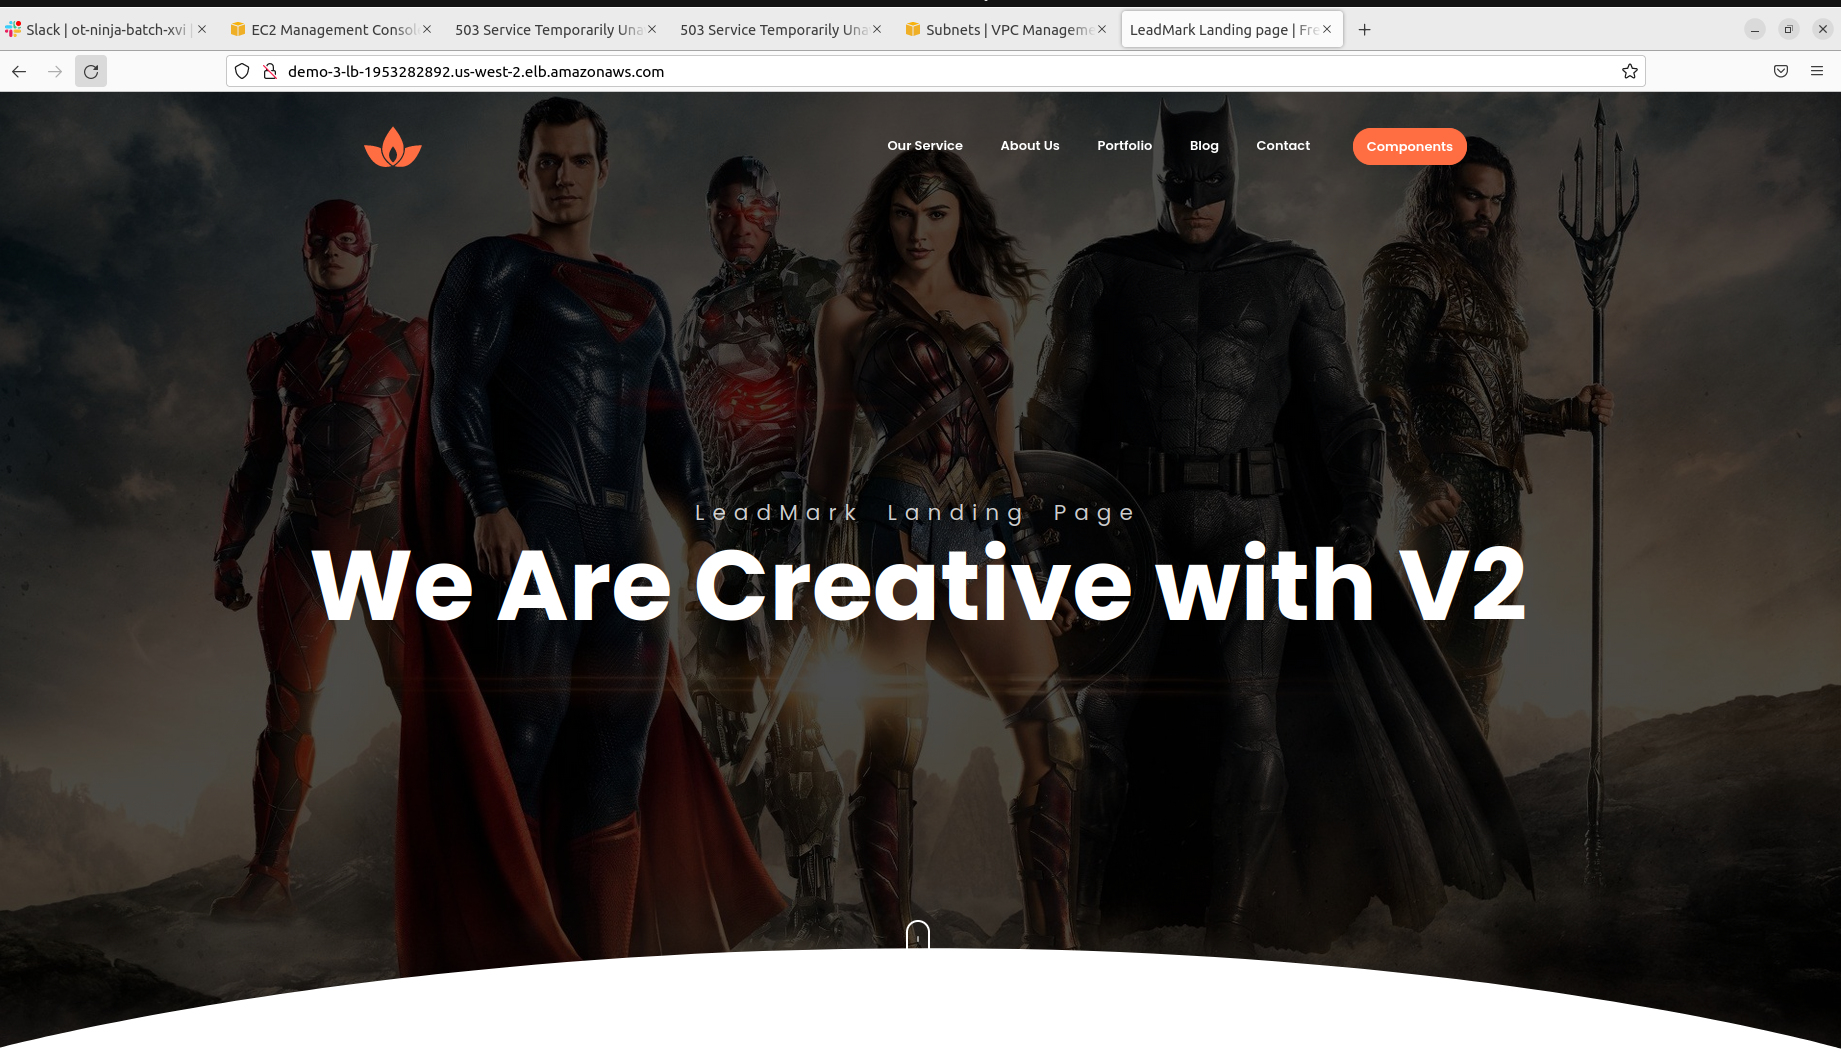 Slack | ot-ninja-batch-xvi |
EC2 Management Consol
503 Service Temporarily Una
503 Service Temporarily Una
Subnets | VPC Manageme
LeadMark Landing page | Fre
demo-3-lb-1953282892.us-west-2.elb.amazonaws.com
Our Service
About Us
Portfolio
Blog
Contact
Components
LeadMark Landing Page
We Are Creative with V2